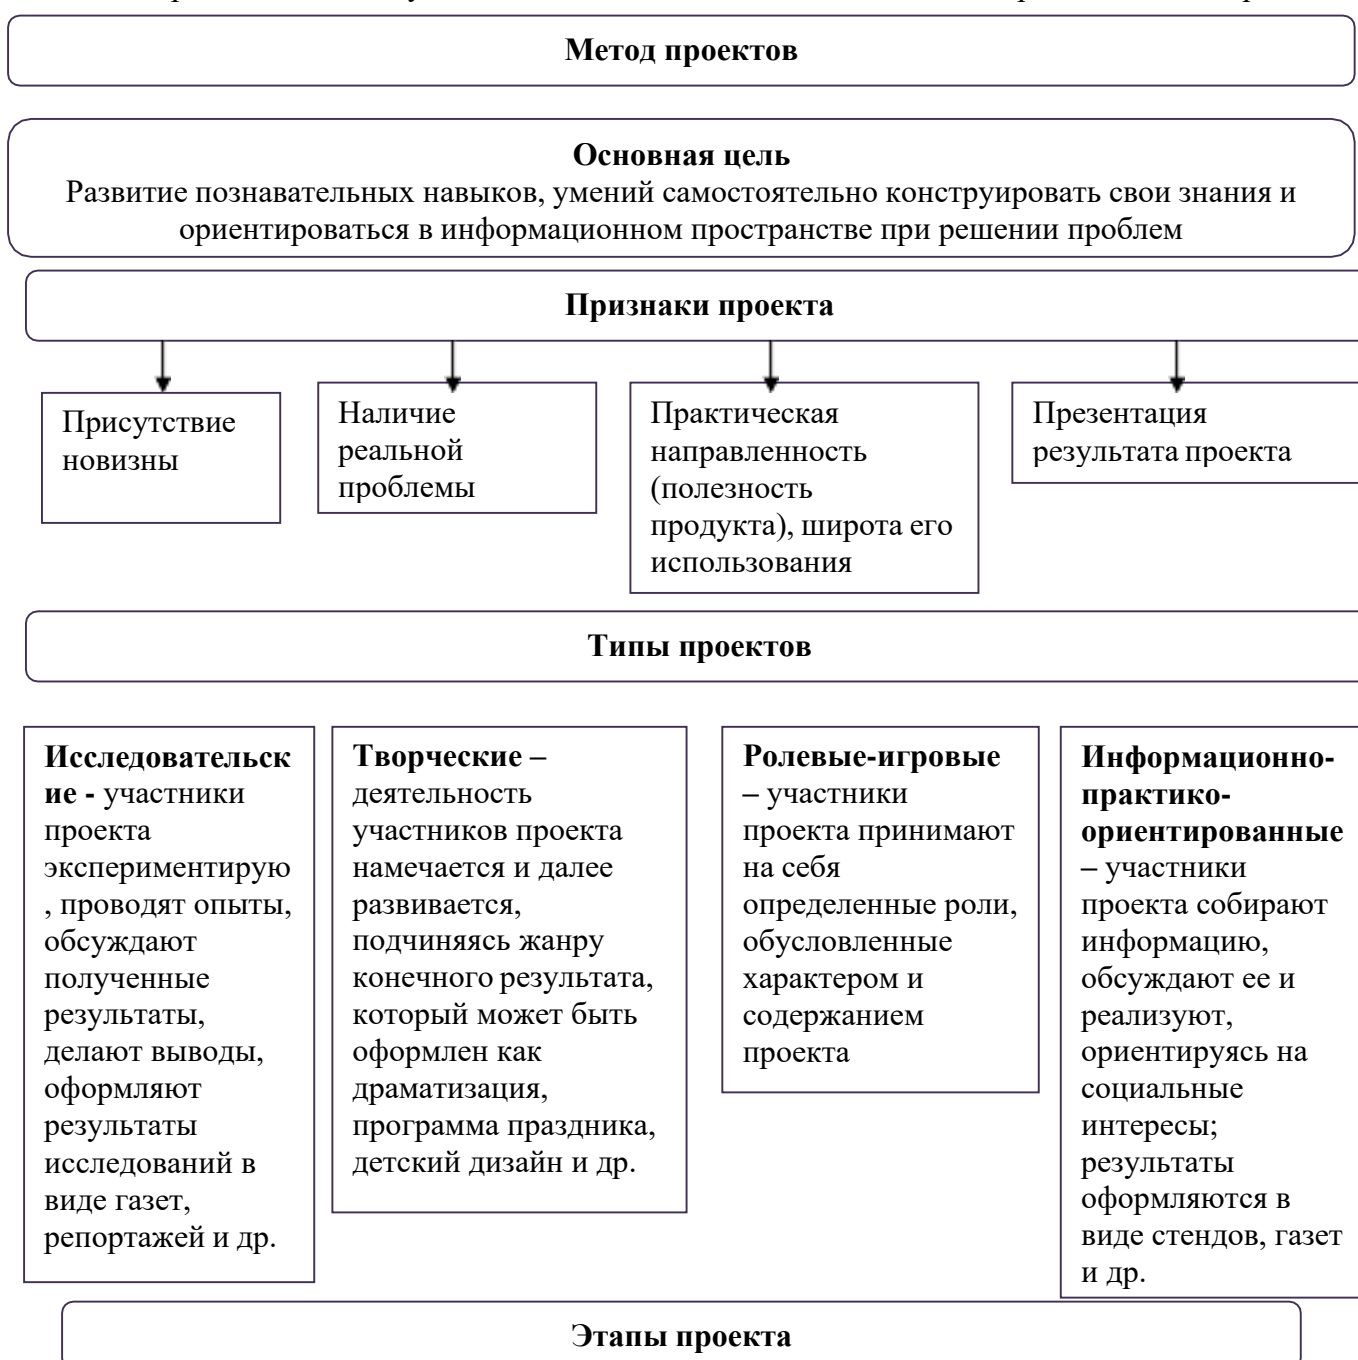 Метод проектов
Основная цель
Развитие познавательных навыков, умений самостоятельно конструировать свои знания и
ориентироваться в информационном пространстве при решении проблем
Признаки проекта
Присутствие
новизны
Наличие
реальной
проблемы
Практическая
направленность
(полезность
продукта), широта его
использования
Презентация
результата проекта
Типы проектов
Исследовательск
ие - участники
проекта
экспериментирую
, проводят опыты,
обсуждают
полученные
результаты,
делают выводы,
оформляют
результаты
исследований в
виде газет,
репортажей и др.
Творческие –
деятельность
участников проекта
намечается и далее
развивается,
подчиняясь жанру
конечного результата,
который может быть
оформлен как
драматизация,
программа праздника,
детский дизайн и др.
Ролевые-игровые
– участники
проекта принимают
на себя
определенные роли,
обусловленные
характером и
содержанием
проекта
Информационно-
практико-
ориентированные
– участники
проекта собирают
информацию,
обсуждают ее и
реализуют,
ориентируясь на
социальные
интересы;
результаты
оформляются в
виде стендов, газет
и др.
Этапы проекта